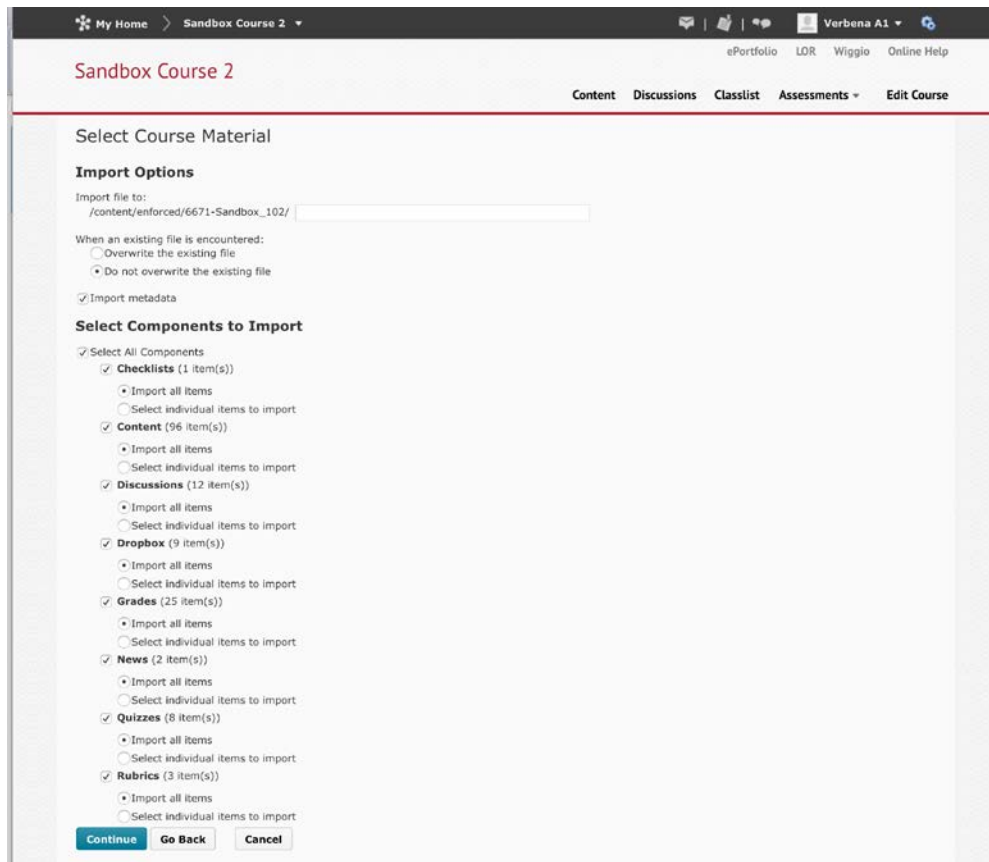 My Home Sandbox Course 2 Verbena A1
ePortfolio LOR Wiggio Online Help
Sandbox Course 2
Content Discussions Classlist Assessments Edit Course
Select Course Material
Import Options
Import file to:
/content/enforced/6671-Sandbox_102/
When an existing file is encountered:
Overwrite the existing file
Do not overwrite the existing file
Import metadata
Select Components to Import
Select All Components
Checklists (1 item(s))
Import all items
Select individual items to import
Content (96 item(s))
Import all items
Select individual items to import
Discussions (12 item(s))
Import all items
Select individual items to import
Dropbox (9 item(s))
Import all items
Select individual items to import
Grades (25 item(s))
Import all items
Select individual items to import
News (2 item(s))
Import all items
Select individual items to import
Quizzes (8 item(s))
Import all items
Select individual items to import
Rubrics (3 item(s))
Import all items
Select individual items to import
Continue Go Back Cancel